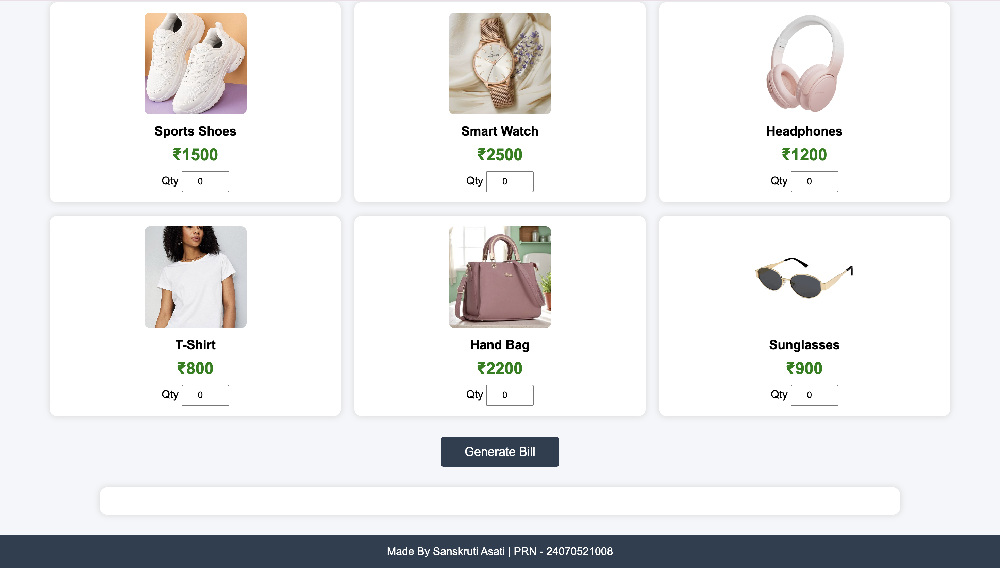 CARLINGTON
Sports Shoes
Smart Watch
Headphones
₹1500
₹2500
₹1200
Qty 0
Qty 0
Qty 0
T-Shirt
Hand Bag
Sunglasses
₹800
₹2200
₹900
Qty 0
Qty 0
Qty 0
Generate Bill
Made By Sanskruti Asati | PRN - 24070521008